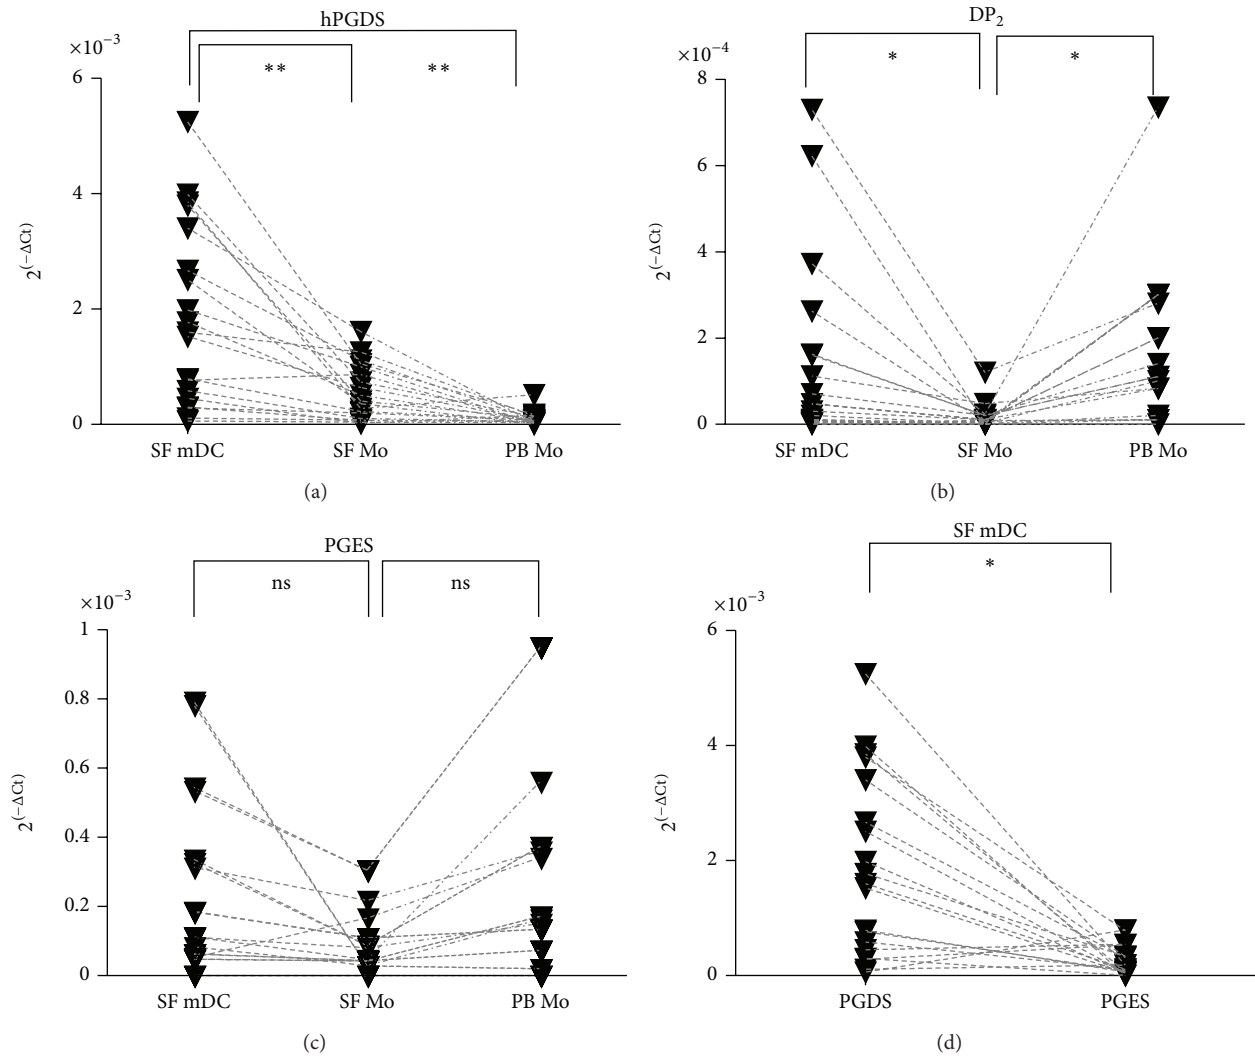 hPGDS
×10⁻³
**
**
6
4
2
0
2^(−ΔCt)
SF mDC
SF Mo
PB Mo
(a)
DP₂
×10⁻⁴
*
*
8
6
4
2
0
2^(−ΔCt)
SF mDC
SF Mo
PB Mo
(b)
PGES
×10⁻³
ns
ns
1
0.8
0.6
0.4
0.2
0
2^(−ΔCt)
SF mDC
SF Mo
PB Mo
(c)
SF mDC
×10⁻³
*
6
4
2
0
2^(−ΔCt)
PGDS
PGES
(d)